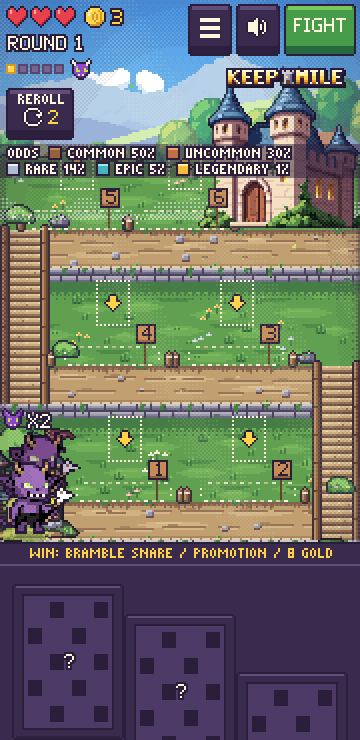 3
FIGHT
ROUND 1
KEEP MILE
REROLL
2
ODDS COMMON 50% UNCOMMON 30%
RARE 14% EPIC 5% LEGENDARY 1%
5
6
4
3
X2
1
2
WIN: BRAMBLE SNARE / PROMOTION / 8 GOLD
?
?